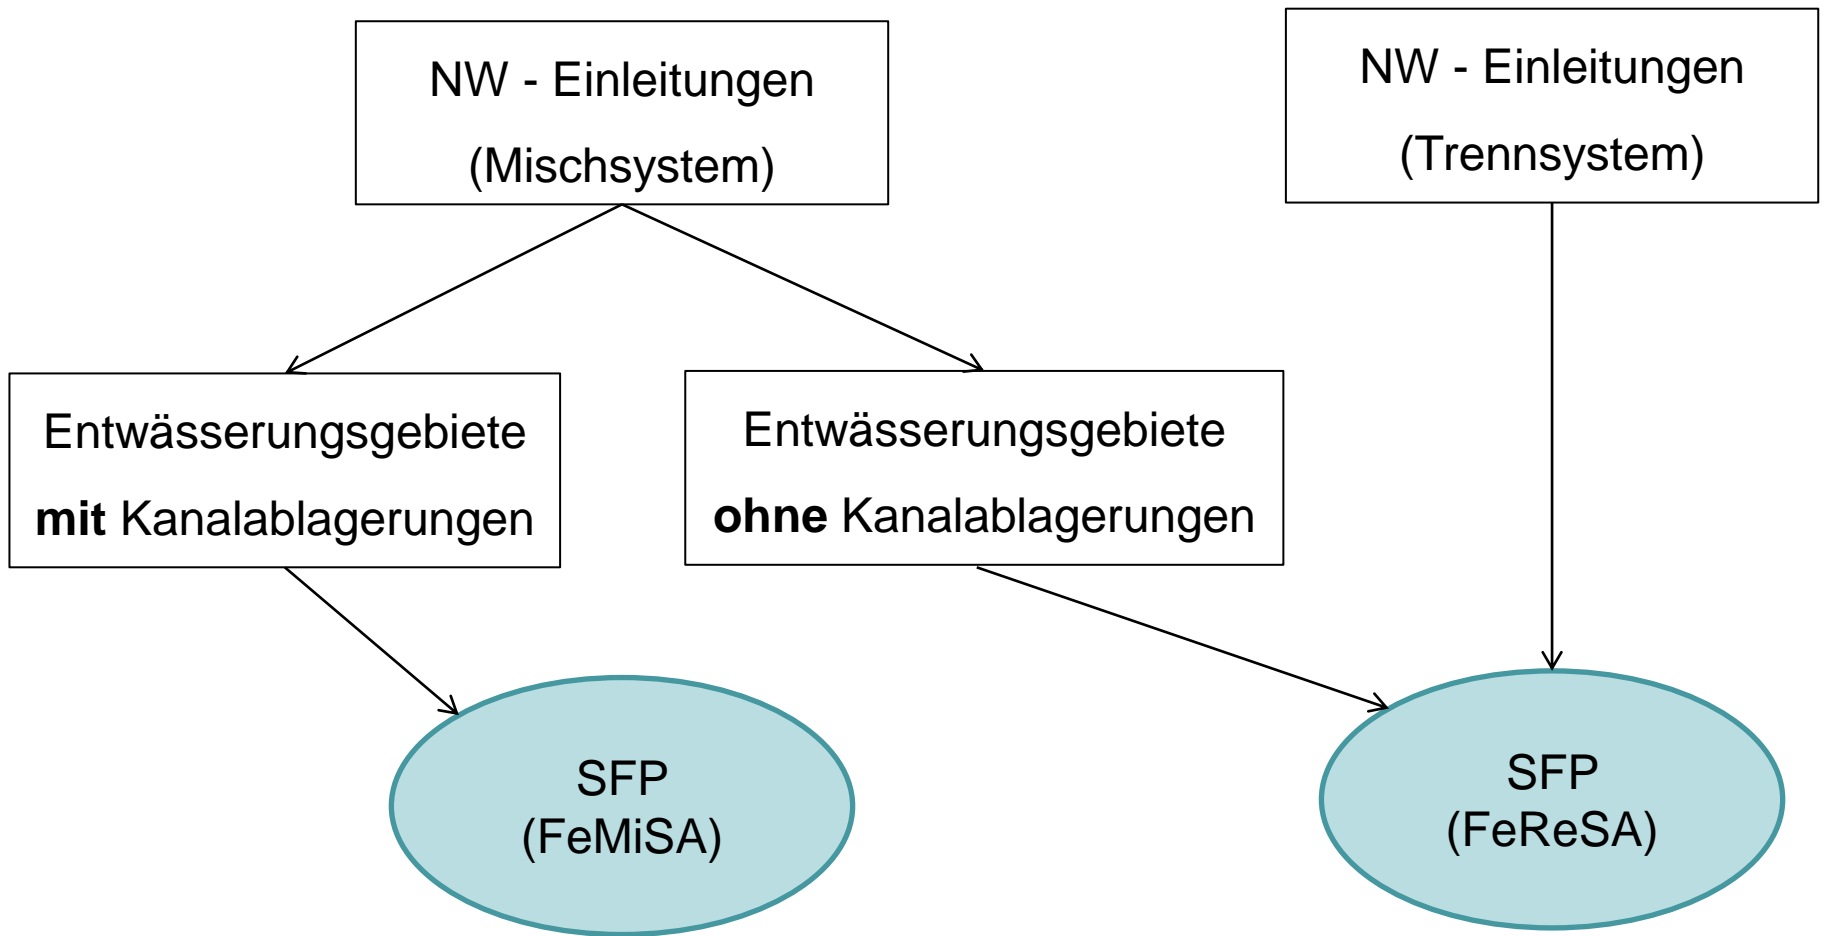 NW - Einleitungen
(Mischsystem)
NW - Einleitungen
(Trennsystem)
Entwässerungsgebiete
mit Kanalablagerungen
Entwässerungsgebiete
ohne Kanalablagerungen
SFP
(FeMiSA)
SFP
(FeReSA)